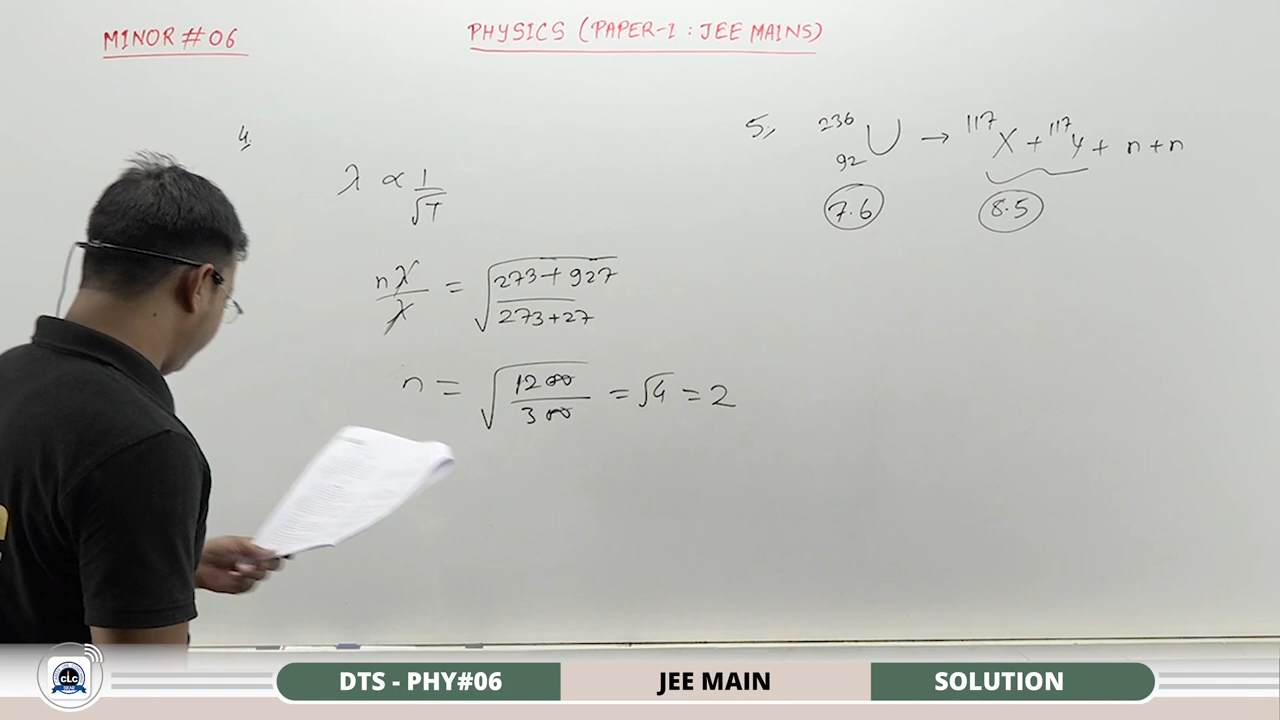 MINOR # 06
PHYSICS (PAPER-1 : JEE MAINS)
4.
λ ∝ 1/√T
nλ/λ = √(273+927 / 273+27)
n = √(1200/300) = √4 = 2
5, ²³⁶₉₂U → ¹¹⁷X + ¹¹⁷Y + n + n
7.6 8.5
CLC
DTS - PHY#06
JEE MAIN
SOLUTION